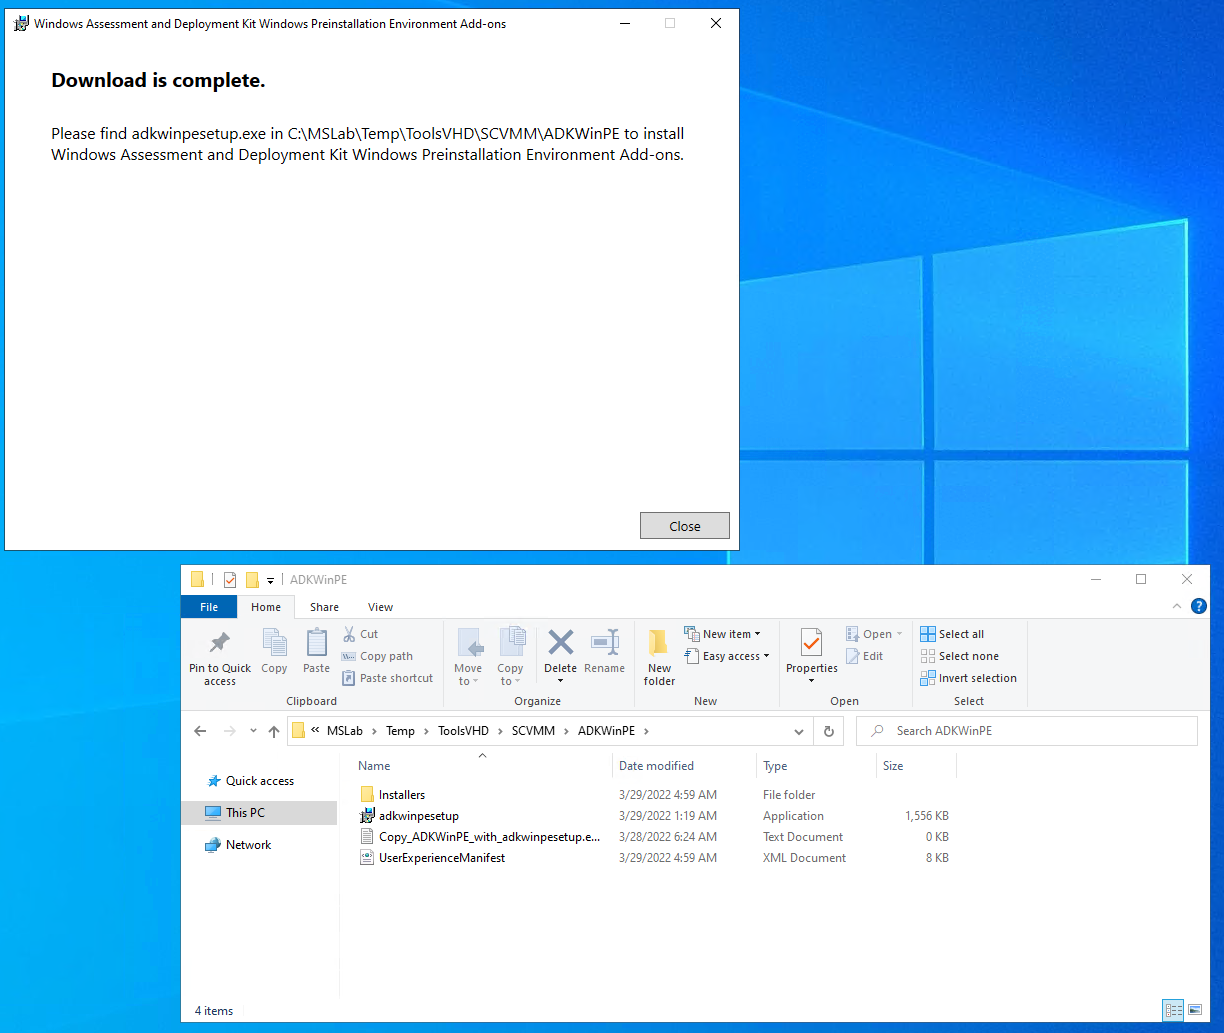 Windows Assessment and Deployment Kit Windows Preinstallation Environment Add-ons
Download is complete.
Please find adkwinpesetup.exe in C:\MSLab\Temp\ToolsVHD\SCVMM\ADKWinPE to install
Windows Assessment and Deployment Kit Windows Preinstallation Environment Add-ons.
Close
ADKWinPE
File Home Share View
Pin to Quick access
Copy
Paste
Cut
Copy path
Paste shortcut
Clipboard
Move to
Copy to
Delete
Rename
Organize
New folder
New item
Easy access
New
Properties
Open
Edit
Open
Select all
Select none
Invert selection
Select
« MSLab > Temp > ToolsVHD > SCVMM > ADKWinPE >
Search ADKWinPE
Quick access
This PC
Network
Name Date modified Type Size
Installers 3/29/2022 4:59 AM File folder
adkwinpesetup 3/29/2022 1:19 AM Application 1,556 KB
Copy_ADKWinPE_with_adkwinpesetup.e... 3/28/2022 6:24 AM Text Document 0 KB
UserExperienceManifest 3/29/2022 4:59 AM XML Document 8 KB
4 items